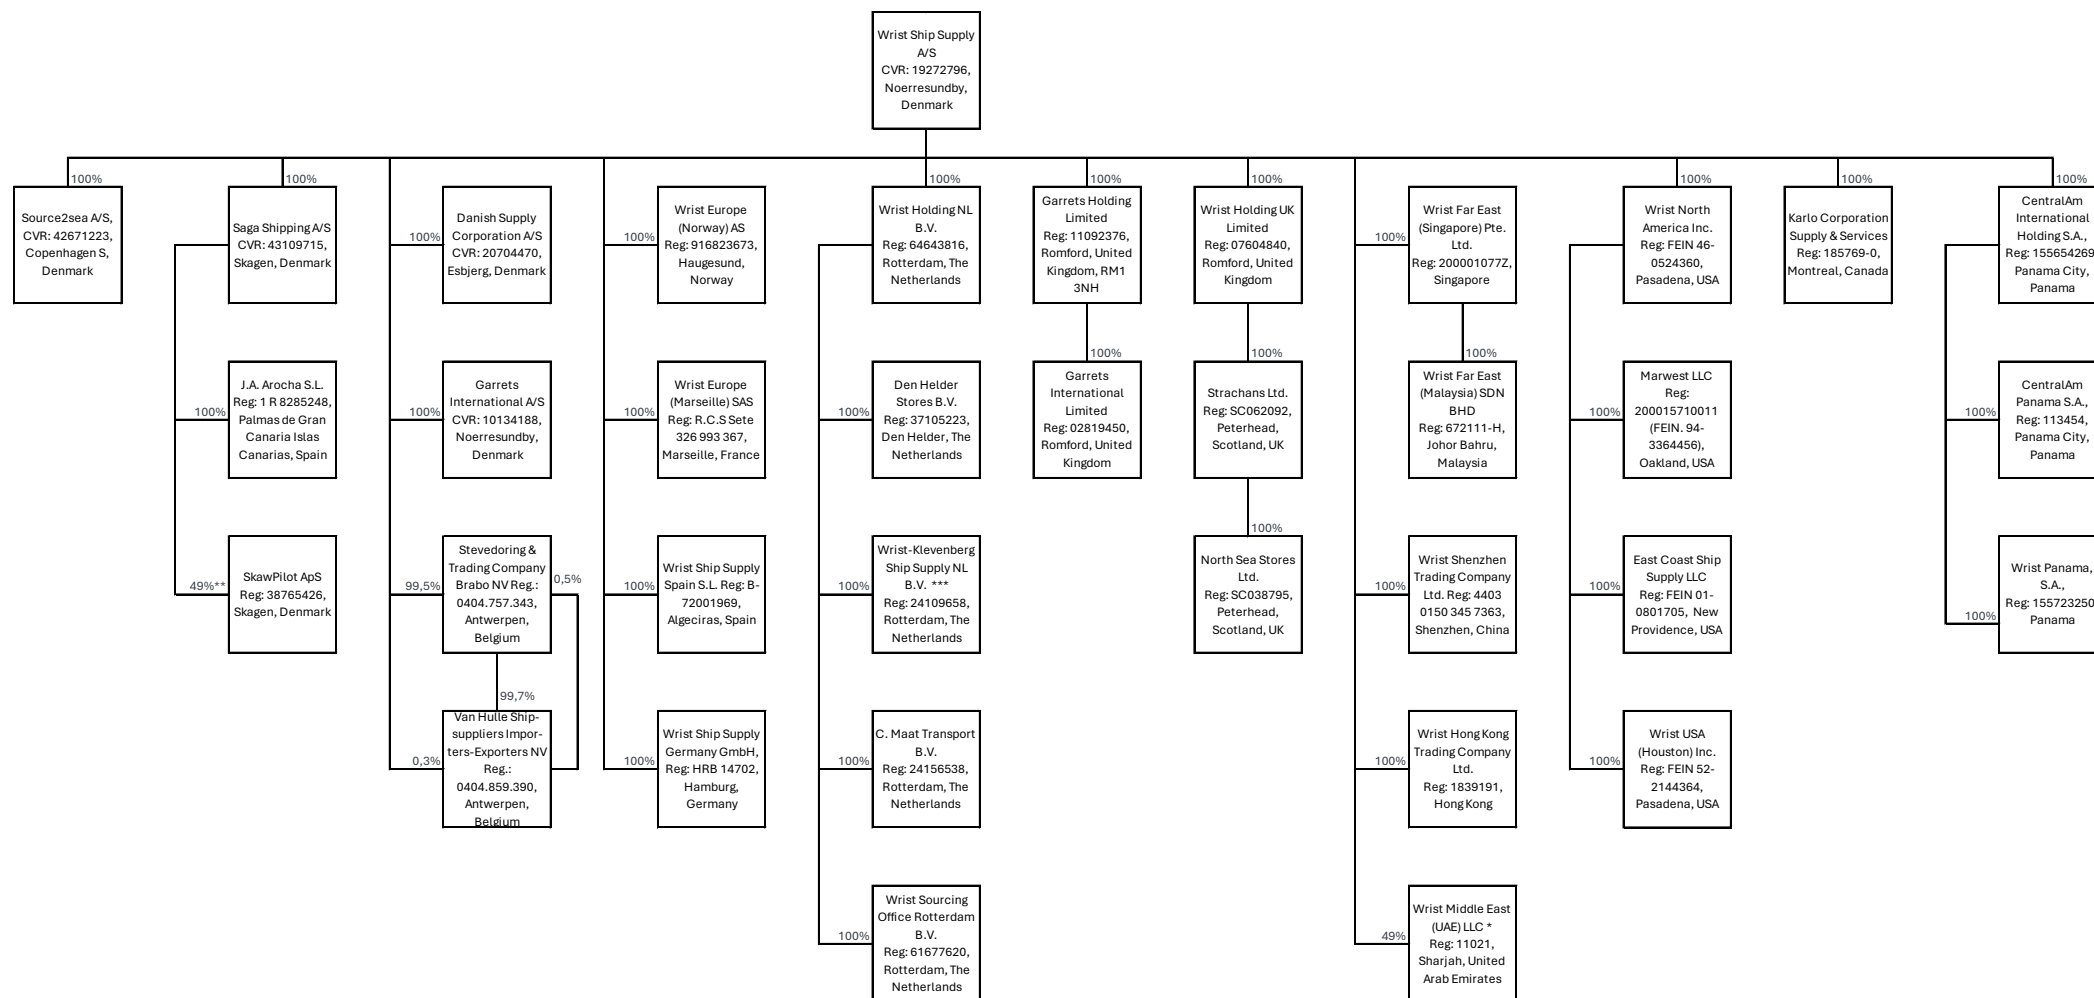 Wrist Ship Supply
A/S
CVR: 19272796,
Noerresundby,
Denmark
100%
Source2sea A/S,
CVR: 42671223,
Copenhagen S,
Denmark
100%
Saga Shipping A/S
CVR: 43109715,
Skagen, Denmark
100%
Danish Supply
Corporation A/S
CVR: 20704470,
Esbjerg, Denmark
100%
Wrist Europe
(Norway) AS
Reg: 916823673,
Haugesund,
Norway
100%
Wrist Holding NL
B.V.
Reg: 64643816,
Rotterdam, The
Netherlands
100%
Garrets Holding
Limited
Reg: 11092376,
Romford, United
Kingdom, RM1
3NH
100%
Wrist Holding UK
Limited
Reg: 07604840,
Romford, United
Kingdom
100%
Wrist Far East
(Singapore) Pte.
Ltd.
Reg: 200001077Z,
Singapore
100%
Wrist North
America Inc.
Reg: FEIN 46-
0524360,
Pasadena, USA
100%
Karlo Corporation
Supply & Services
Reg: 185769-0,
Montreal, Canada
100%
CentralAm
International
Holding S.A.,
Reg: 155654269
Panama City,
Panama
100%
J.A. Arocha S.L.
Reg: 1 R 8285248,
Palmas de Gran
Canaria Islas
Canarias, Spain
100%
Garrets
International A/S
CVR: 10134188,
Noerresundby,
Denmark
100%
Wrist Europe
(Marseille) SAS
Reg: R.C.S Sete
326 993 367,
Marseille, France
100%
Den Helder
Stores B.V.
Reg: 37105223,
Den Helder, The
Netherlands
100%
Garrets
International
Limited
Reg: 02819450,
Romford, United
Kingdom
100%
Strachans Ltd.
Reg: SC062092,
Peterhead,
Scotland, UK
100%
Wrist Far East
(Malaysia) SDN
BHD
Reg: 672111-H,
Johor Bahru,
Malaysia
100%
Marwest LLC
Reg:
200015710011
(FEIN. 94-
3364456),
Oakland, USA
100%
CentralAm
Panama S.A.,
Reg: 113454,
Panama City,
Panama
49%**
SkawPilot ApS
Reg: 38765426,
Skagen, Denmark
99,5%
Stevedoring &
Trading Company
Brabo NV Reg.:
0404.757.343,
Antwerpen,
Belgium
0,5%
100%
Wrist Ship Supply
Spain S.L. Reg: B-
72001969,
Algeciras, Spain
100%
Wrist-Klevenberg
Ship Supply NL
B.V. ***
Reg: 24109658,
Rotterdam, The
Netherlands
100%
North Sea Stores
Ltd.
Reg: SC038795,
Peterhead,
Scotland, UK
100%
Wrist Shenzhen
Trading Company
Ltd. Reg: 4403
0150 345 7363,
Shenzhen, China
100%
East Coast Ship
Supply LLC
Reg: FEIN 01-
0801705, New
Providence, USA
100%
Wrist Panama,
S.A.,
Reg: 155723250
Panama
99,7%
0,3%
Van Hulle Ship-
suppliers Impor-
ters-Exporters NV
Reg.:
0404.859.390,
Antwerpen,
Belgium
100%
Wrist Ship Supply
Germany GmbH,
Reg: HRB 14702,
Hamburg,
Germany
100%
C. Maat Transport
B.V.
Reg: 24156538,
Rotterdam, The
Netherlands
100%
Wrist Hong Kong
Trading Company
Ltd.
Reg: 1839191,
Hong Kong
100%
Wrist USA
(Houston) Inc.
Reg: FEIN 52-
2144364,
Pasadena, USA
100%
Wrist Sourcing
Office Rotterdam
B.V.
Reg: 61677620,
Rotterdam, The
Netherlands
49%
Wrist Middle East
(UAE) LLC *
Reg: 11021,
Sharjah, United
Arab Emirates